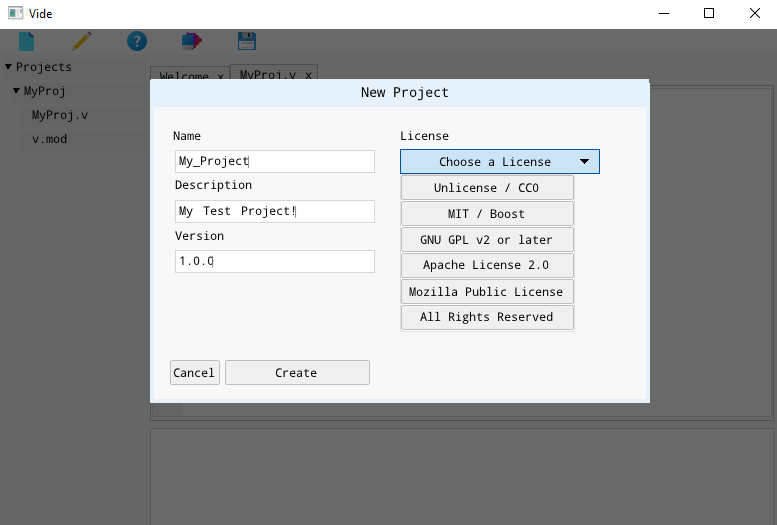 Vide
Projects
MyProj
MyProj.v
v.mod
Welcome x
MyProj.v x
New Project
Name
My_Project
Description
My Test Project!
Version
1.0.0
License
Choose a License
Unlicense / CC0
MIT / Boost
GNU GPL v2 or later
Apache License 2.0
Mozilla Public License
All Rights Reserved
Cancel
Create